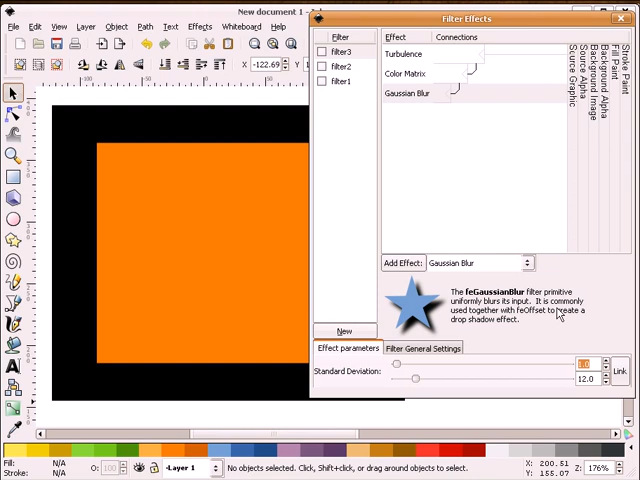 New document 1 -
Filter Effects
File Edit View Layer Object Path Text Effects Whiteboard Help
X: -122.69
Filter
filter3
filter2
filter1
New
Effect Connections
Turbulence
Color Matrix
Gaussian Blur
Stroke Paint
Fill Paint
Background Alpha
Background Image
Source Alpha
Source Graphic
Add Effect: Gaussian Blur
The feGaussianBlur filter primitive
uniformly blurs its input. It is commonly
used together with feOffset to create a
drop shadow effect.
Effect parameters Filter General Settings
Standard Deviation:
12.0
Link
Fill: N/A
Stroke: N/A
O: 100
Layer 1
No objects selected. Click, Shift+click, or drag around objects to select.
X: 200.51
Y: 155.07
Z: 176%